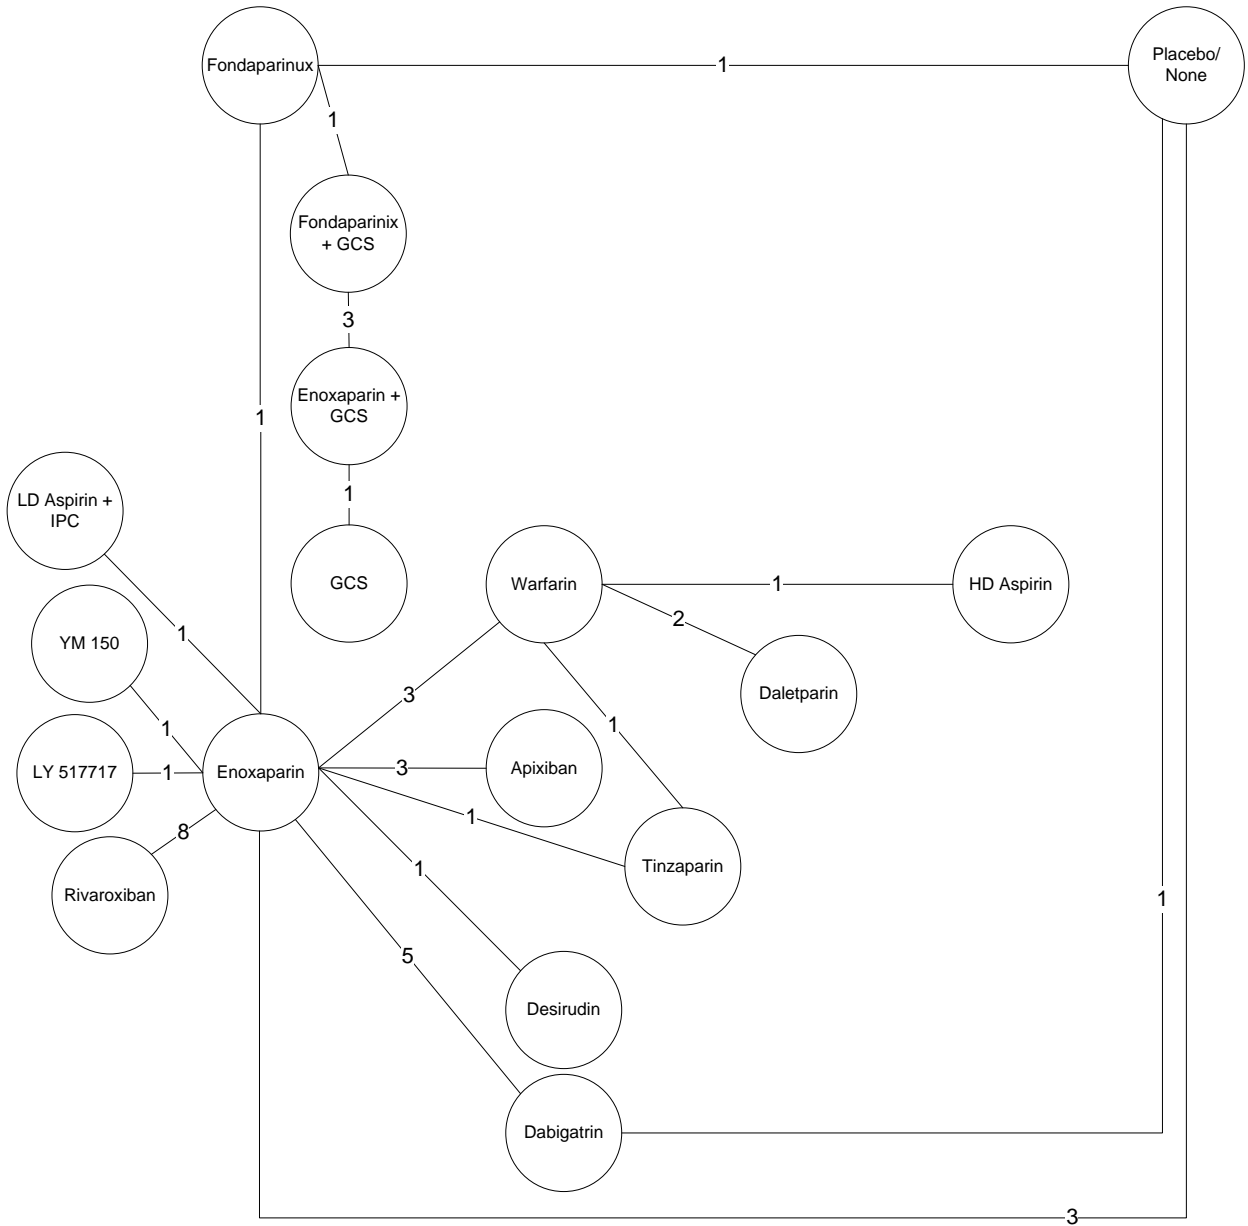 Fondaparinux
1
Placebo/
None
1
Fondaparinix
+ GCS
3
Enoxaparin +
GCS
1
1
LD Aspirin +
IPC
GCS
Warfarin
1
HD Aspirin
2
1
YM 150
Daletparin
3
1
1
LY 517717
1
Enoxaparin
3
Apixiban
8
1
Rivaroxiban
1
Tinzaparin
1
5
Desirudin
Dabigatrin
3